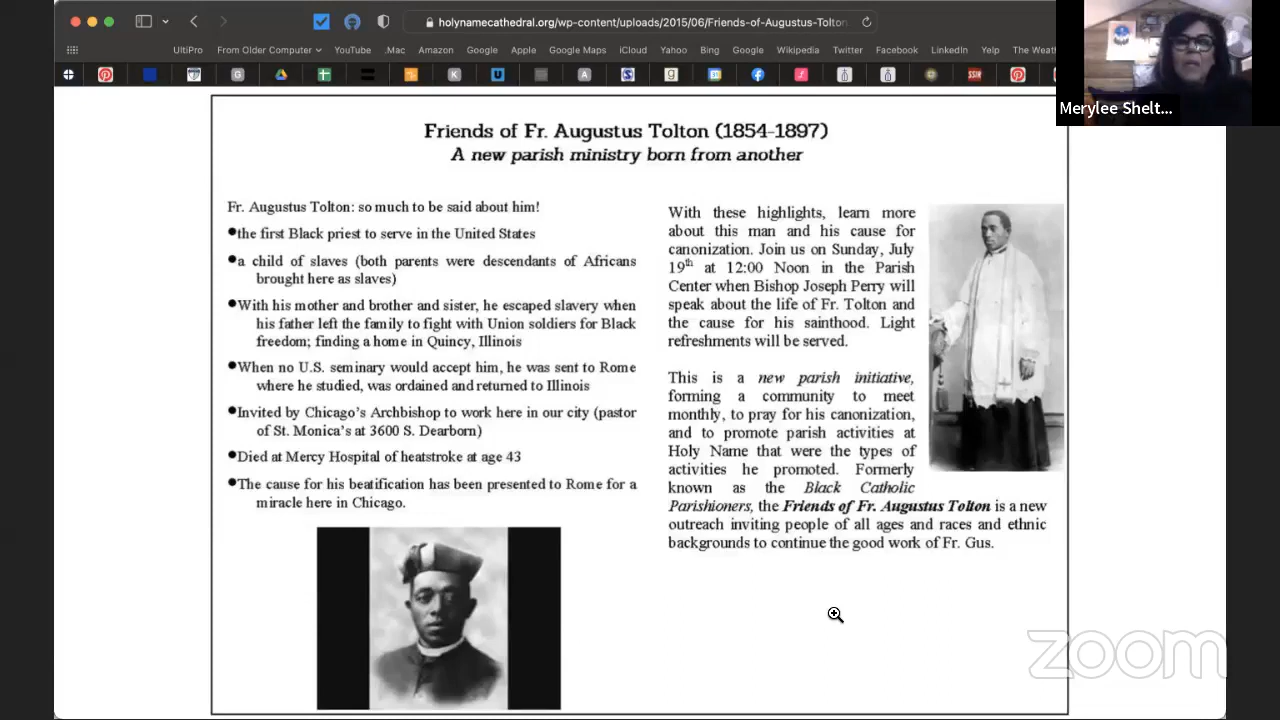 holynamecathedral.org/wp-content/uploads/2015/06/Friends-of-Augustus-Tolton
UltiPro From Older Computer YouTube .Mac Amazon Google Apple Google Maps iCloud Yahoo Bing Google Wikipedia Twitter Facebook LinkedIn Yelp The Weat
Merylee Shelt...
Friends of Fr. Augustus Tolton (1854-1897)
A new parish ministry born from another
Fr. Augustus Tolton: so much to be said about him!
●the first Black priest to serve in the United States
●a child of slaves (both parents were descendants of Africans
brought here as slaves)
●With his mother and brother and sister, he escaped slavery when
his father left the family to fight with Union soldiers for Black
freedom; finding a home in Quincy, Illinois
●When no U.S. seminary would accept him, he was sent to Rome
where he studied, was ordained and returned to Illinois
●Invited by Chicago's Archbishop to work here in our city (pastor
of St. Monica's at 3600 S. Dearborn)
●Died at Mercy Hospital of heatstroke at age 43
●The cause for his beatification has been presented to Rome for a
miracle here in Chicago.
With these highlights, learn more
about this man and his cause for
canonization. Join us on Sunday, July
19th at 12:00 Noon in the Parish
Center when Bishop Joseph Perry will
speak about the life of Fr. Tolton and
the cause for his sainthood. Light
refreshments will be served.
This is a new parish initiative,
forming a community to meet
monthly, to pray for his canonization,
and to promote parish activities at
Holy Name that were the types of
activities he promoted. Formerly
known as the Black Catholic
Parishioners, the Friends of Fr. Augustus Tolton is a new
outreach inviting people of all ages and races and ethnic
backgrounds to continue the good work of Fr. Gus.
zoom